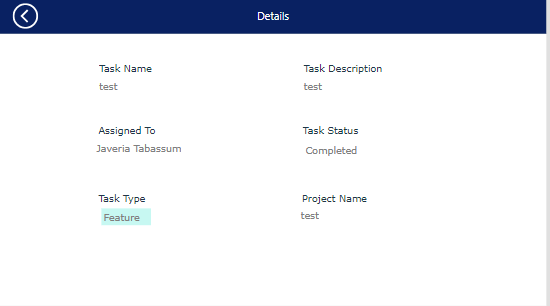 Details
Task Name
Task Description
test
test
Assigned To
Task Status
Javeria Tabassum
Completed
Task Type
Project Name
Feature
test